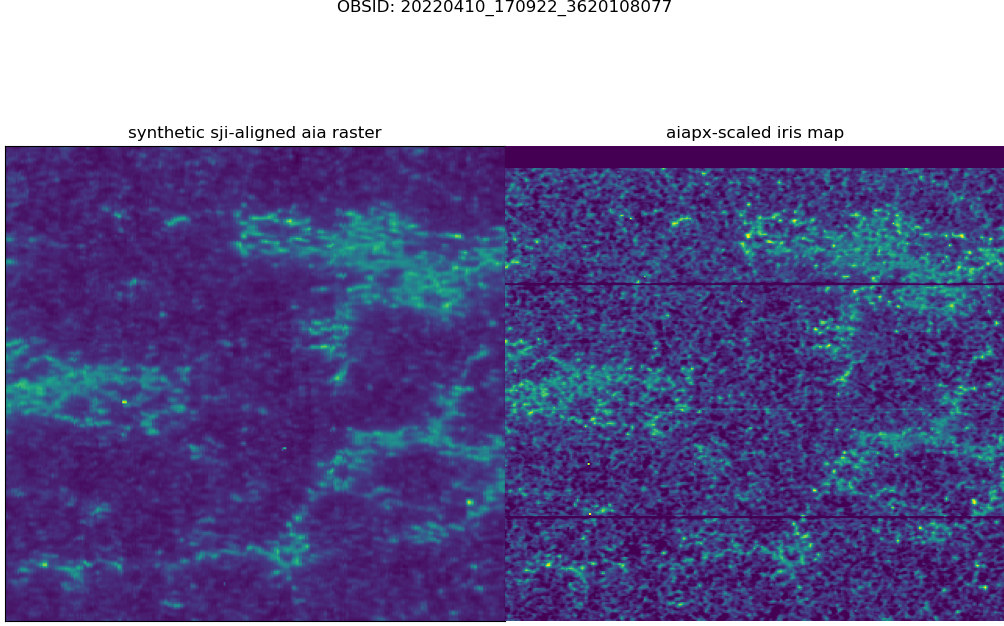 OBSID: 20220410_170922_3620108077
synthetic sji-aligned aia raster
aiapx-scaled iris map